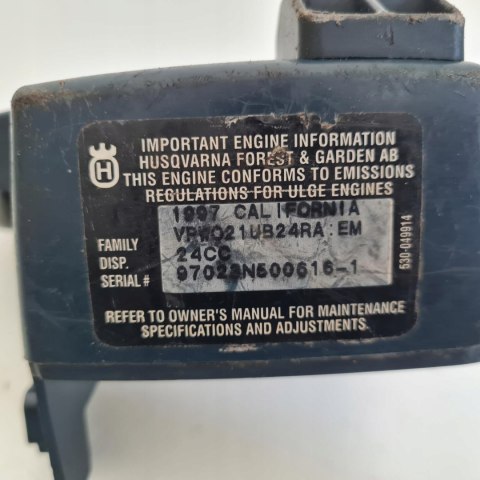 IMPORTANT ENGINE INFORMATION
HUSQVARNA FOREST & GARDEN AB
THIS ENGINE CONFORMS TO EMISSIONS
REGULATIONS FOR ULGE ENGINES
1997 CALIFORNIA
FAMILY EM
DISP. 24CC
SERIAL # 97023N500616-1
REFER TO OWNER'S MANUAL FOR MAINTENANCE
SPECIFICATIONS AND ADJUSTMENTS
530-049914
H